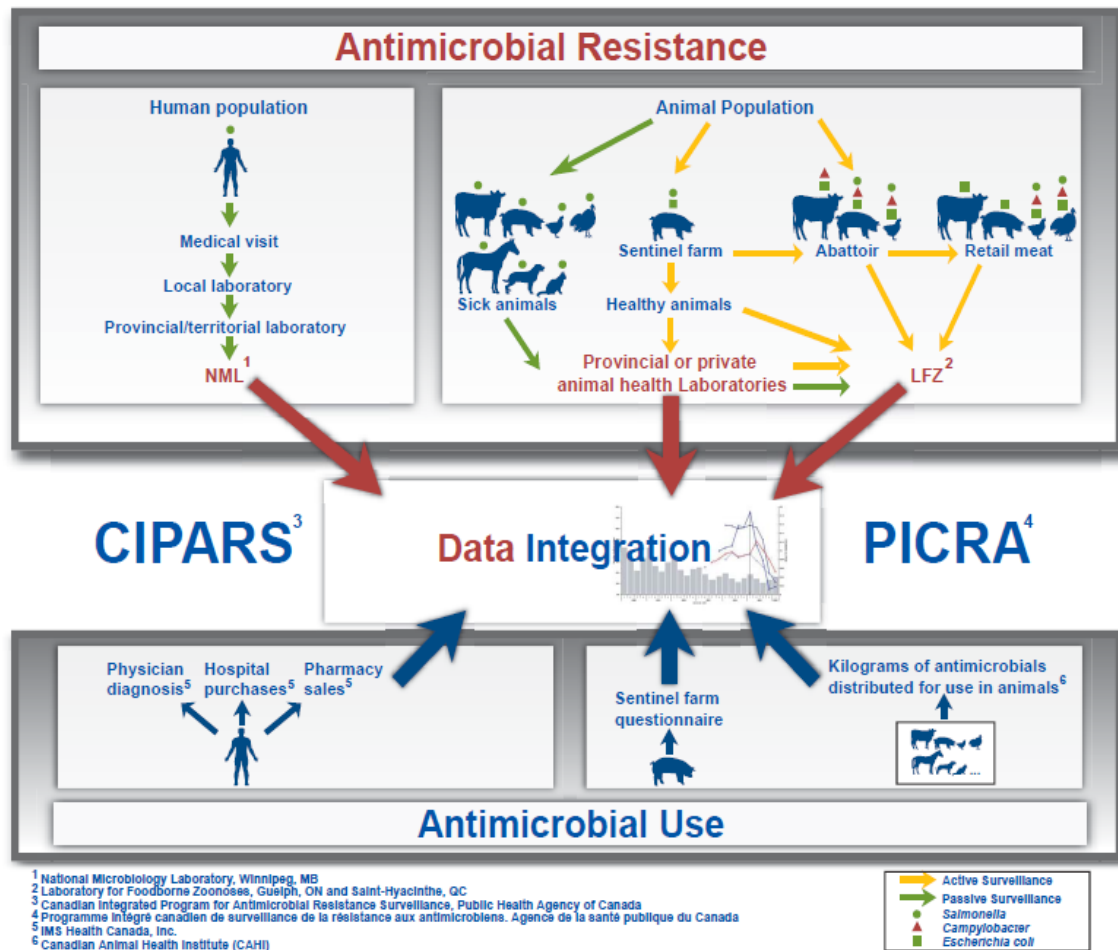 Antimicrobial Resistance
Human population
Medical visit
Local laboratory
Provincial/territorial laboratory
NML1
Animal Population
Sick animals
Sentinel farm
Abattoir
Retail meat
Healthy animals
Provincial or private
animal health Laboratories
LFZ2
CIPARS3
Data Integration
PICRA4
Physician
diagnosis5
Hospital
purchases5
Pharmacy
sales5
Sentinel farm
questionnaire
Kilograms of antimicrobials
distributed for use in animals6
...
Antimicrobial Use
1 National Microbiology Laboratory, Winnipeg, MB
2 Laboratory for Foodborne Zoonoses, Guelph, ON and Saint-Hyacinthe, QC
3 Canadian Integrated Program for Antimicrobial Resistance Surveillance, Public Health Agency of Canada
4 Programme intégré canadien de surveillance de la résistance aux antimicrobiens. Agence de la santé publique du Canada
5 IMS Health Canada, Inc.
6 Canadian Animal Health Institute (CAHI)
Active Surveillance
Passive Surveillance
Salmonella
Campylobacter
Escherichia coli